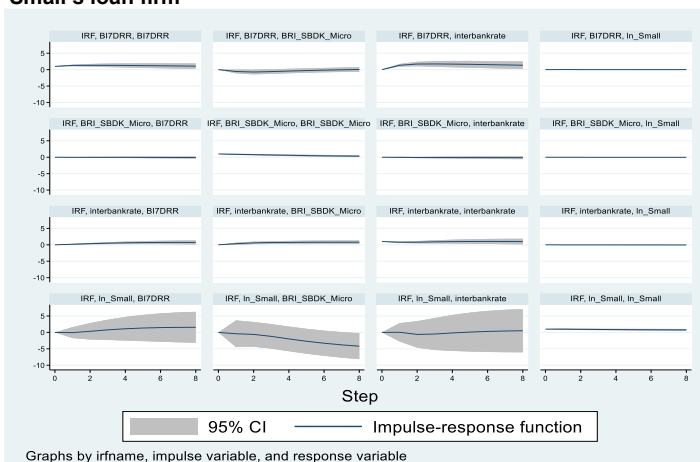 Small's loan firm
IRF, BI7DRR, BI7DRR IRF, BI7DRR, BRI_SBDK_Micro IRF, BI7DRR, interbankrate IRF, BI7DRR, ln_Small
5
0
-5
-10
IRF, BRI_SBDK_Micro, BI7DRR IRF, BRI_SBDK_Micro, BRI_SBDK_Micro IRF, BRI_SBDK_Micro, interbankrate IRF, BRI_SBDK_Micro, ln_Small
5
0
-5
-10
IRF, interbankrate, BI7DRR IRF, interbankrate, BRI_SBDK_Micro IRF, interbankrate, interbankrate IRF, interbankrate, ln_Small
5
0
-5
-10
IRF, ln_Small, BI7DRR IRF, ln_Small, BRI_SBDK_Micro IRF, ln_Small, interbankrate IRF, ln_Small, ln_Small
5
0
-5
-10
0 2 4 6 8 0 2 4 6 8 0 2 4 6 8 0 2 4 6 8
Step
95% CI Impulse-response function
Graphs by irfname, impulse variable, and response variable